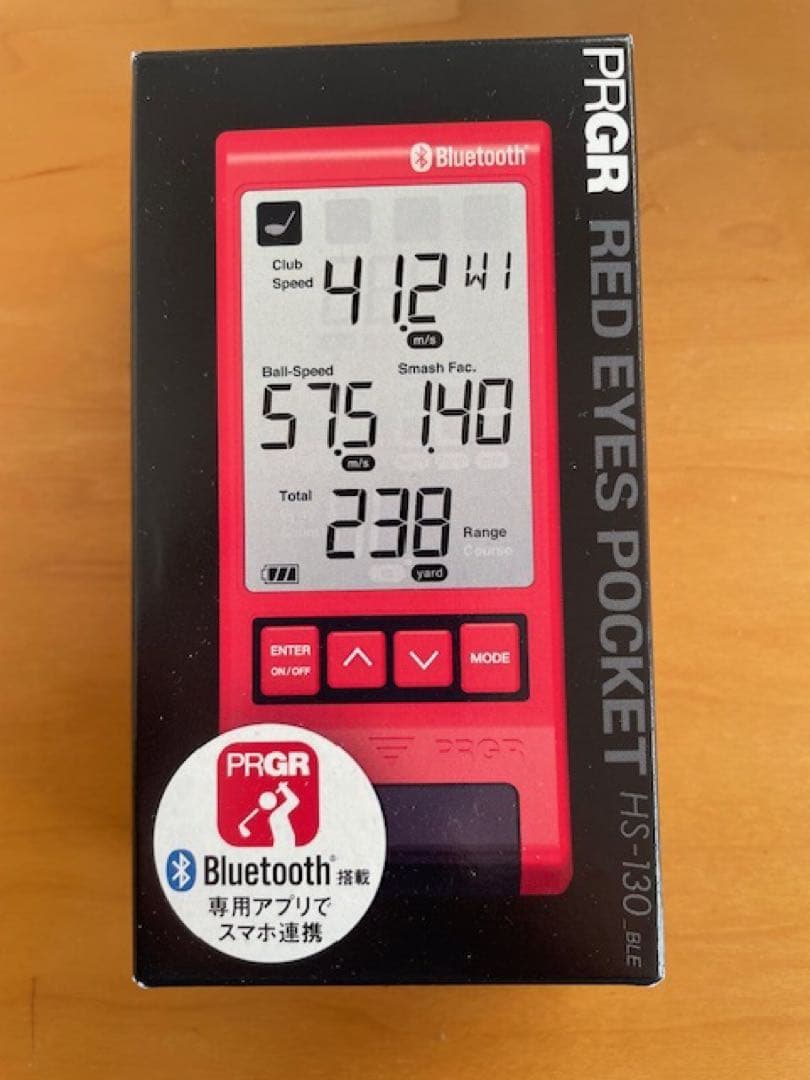 Bluetooth
Club
Speed
41.2 W1
m/s
Ball-Speed
Smash Fac.
57.5
1.40
m/s
Total
238
Range
Course
yard
ENTER
ON/OFF
MODE
PRGR
PRGR
Bluetooth® 搭載
専用アプリで
スマホ連携
PRGR RED EYES POCKET HS-130_BLE